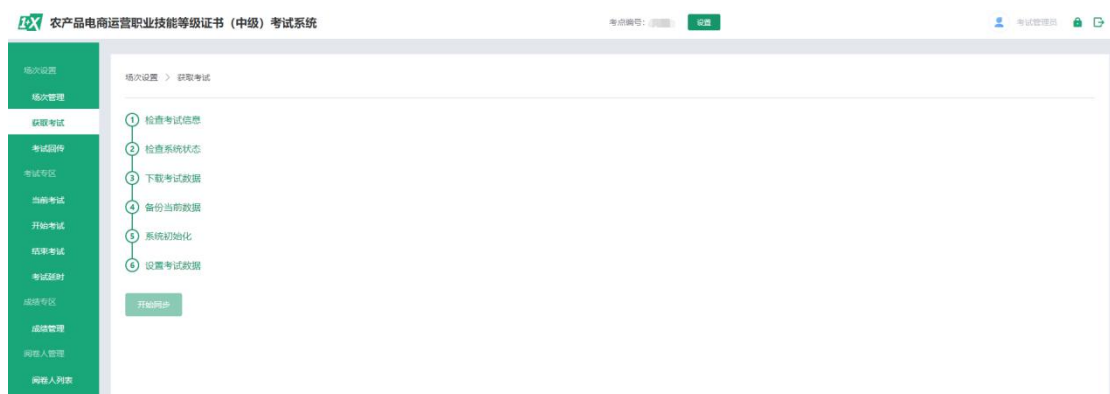 1+X 农产品电商运营职业技能等级证书（中级）考试系统
考点编号：
设置
考试管理员
场次设置
场次管理
获取考试
考试回传
考试专区
当前考试
开始考试
结束考试
考试延时
成绩专区
成绩管理
阅卷人管理
阅卷人列表
场次设置 > 获取考试
1 检查考试信息
2 检查系统状态
3 下载考试数据
4 备份当前数据
5 系统初始化
6 设置考试数据
开始同步